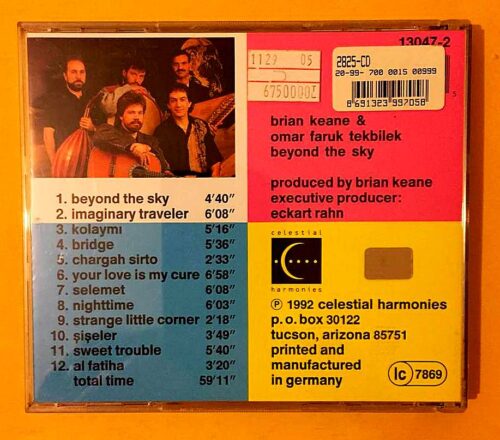 13047-2
1129 05
6750000
2825-CD
20-99- 700 0015 00999
8 691323 997058
5
brian keane &
omar faruk tekbilek
beyond the sky
produced by brian keane
executive producer:
eckart rahn
1. beyond the sky 4'40"
2. imaginary traveler 6'08"
3. kolaymı 5'16"
4. bridge 5'36"
5. chargah sirto 2'33"
6. your love is my cure 6'58"
7. selemet 6'08"
8. nighttime 6'03"
9. strange little corner 2'18"
10. şişeler 3'49"
11. sweet trouble 5'40"
12. al fatiha 3'20"
total time 59'11"
celestial
harmonies
℗ 1992 celestial harmonies
p. o. box 30122
tucson, arizona 85751
printed and
manufactured
in germany
lc 7869